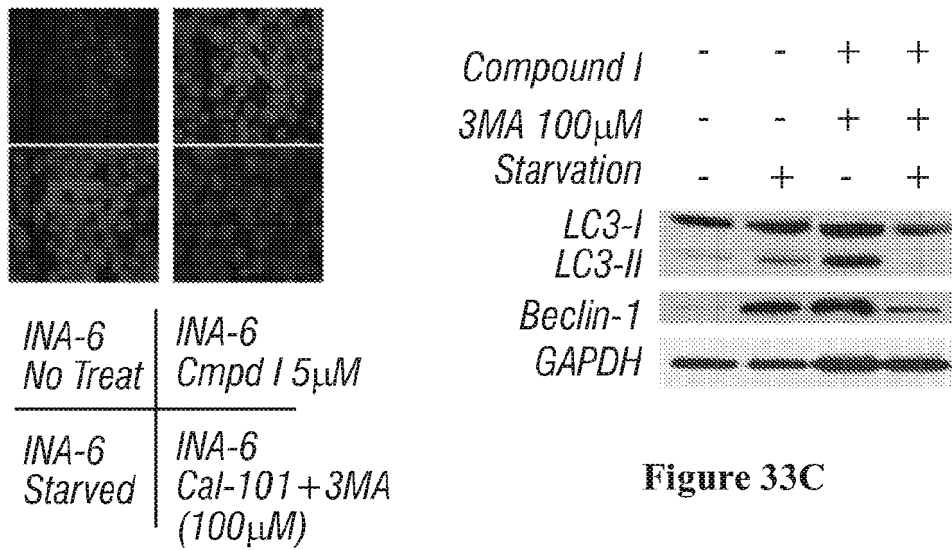 Compound I - - + +
3MA 100µM - - + +
Starvation - + - +
LC3-I
LC3-II
Beclin-1
GAPDH
INA-6
No Treat
INA-6
Cmpd I 5µM
INA-6
Starved
INA-6
Cal-101+3MA
(100µM)
Figure 33C